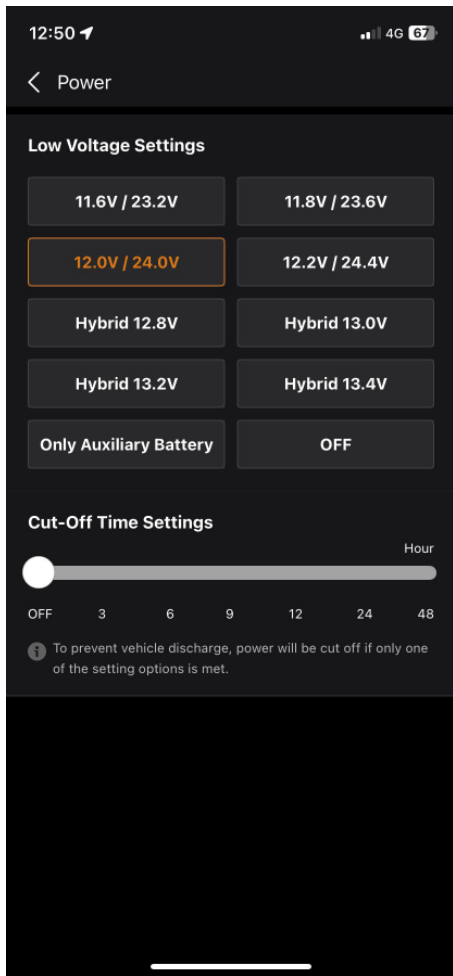 12:50 4G 67
Power
Low Voltage Settings
11.6V / 23.2V 11.8V / 23.6V
12.0V / 24.0V 12.2V / 24.4V
Hybrid 12.8V Hybrid 13.0V
Hybrid 13.2V Hybrid 13.4V
Only Auxiliary Battery OFF
Cut-Off Time Settings
Hour
OFF 3 6 9 12 24 48
To prevent vehicle discharge, power will be cut off if only one
of the setting options is met.